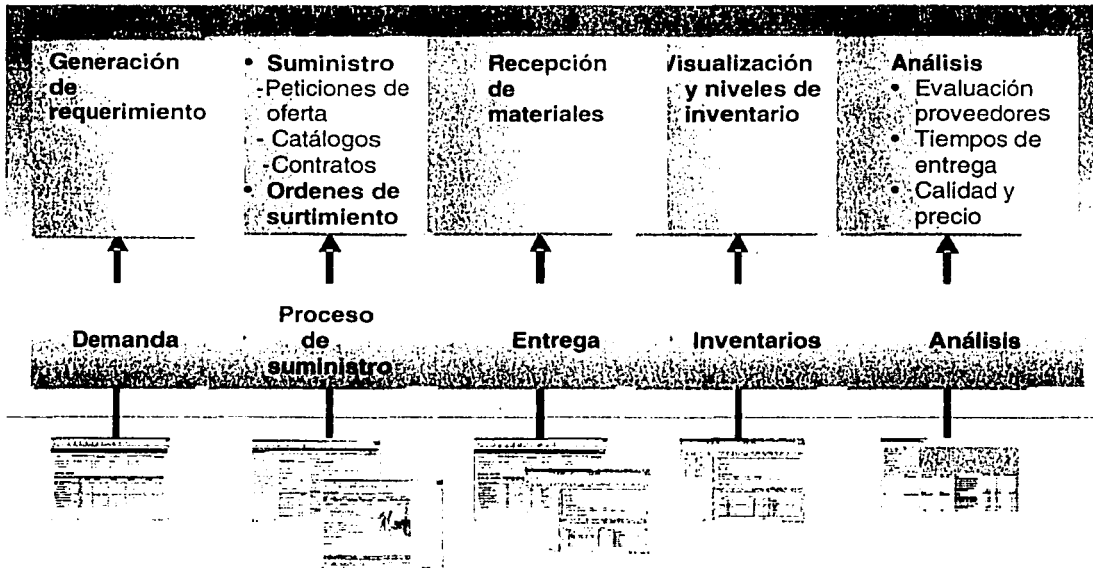 Generación
de
requerimiento
• Suministro
-Peticiones de
oferta
- Catálogos
-Contratos
• Ordenes de
surtimiento
Recepción
de
materiales
Visualización
y niveles de
inventario
Análisis
• Evaluación
proveedores
• Tiempos de
entrega
• Calidad y
precio
Demanda
Proceso
de
suministro
Entrega
Inventarios
Análisis